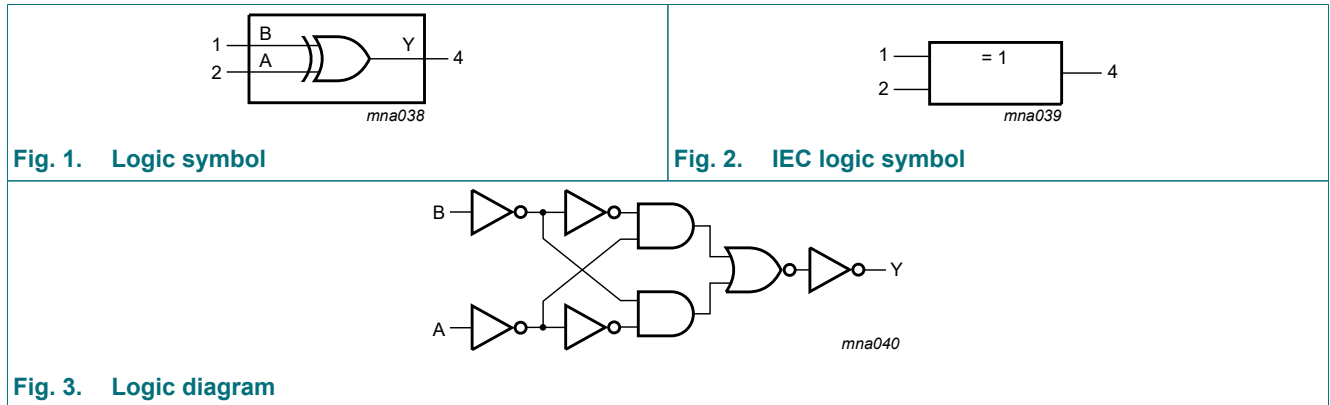 B
A
Y
1
2
4
mna038
Fig. 1. Logic symbol
1
2
= 1
4
mna039
Fig. 2. IEC logic symbol
B
A
Y
mna040
Fig. 3. Logic diagram